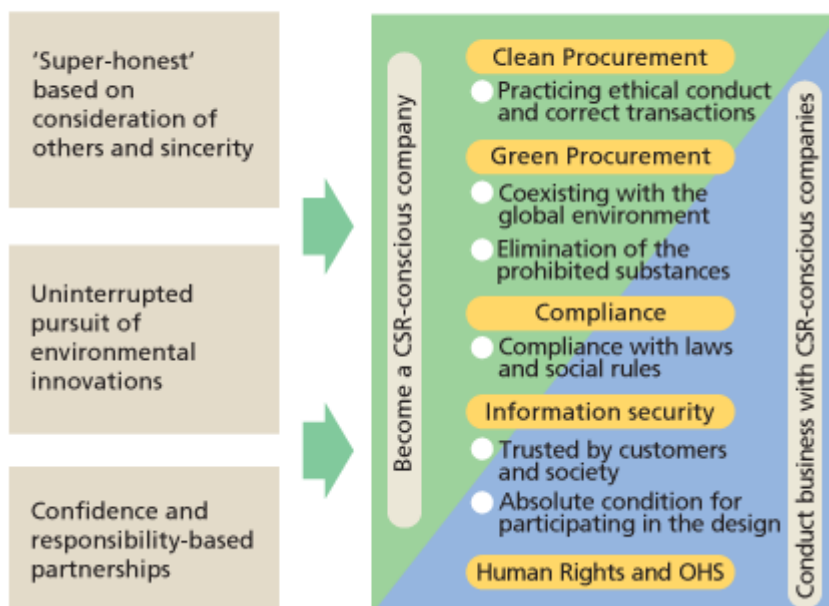 ‘Super-honest‘
based on
consideration of
others and sincerity
Uninterrupted
pursuit of
environmental
innovations
Confidence and
responsibility-based
partnerships
Become a CSR-conscious company
Clean Procurement
Practicing ethical conduct
and correct transactions
Green Procurement
Coexisting with the
global environment
Elimination of the
prohibited substances
Compliance
Compliance with laws
and social rules
Information security
Trusted by customers
and society
Absolute condition for
participating in the design
Human Rights and OHS
Conduct business with CSR-conscious companies